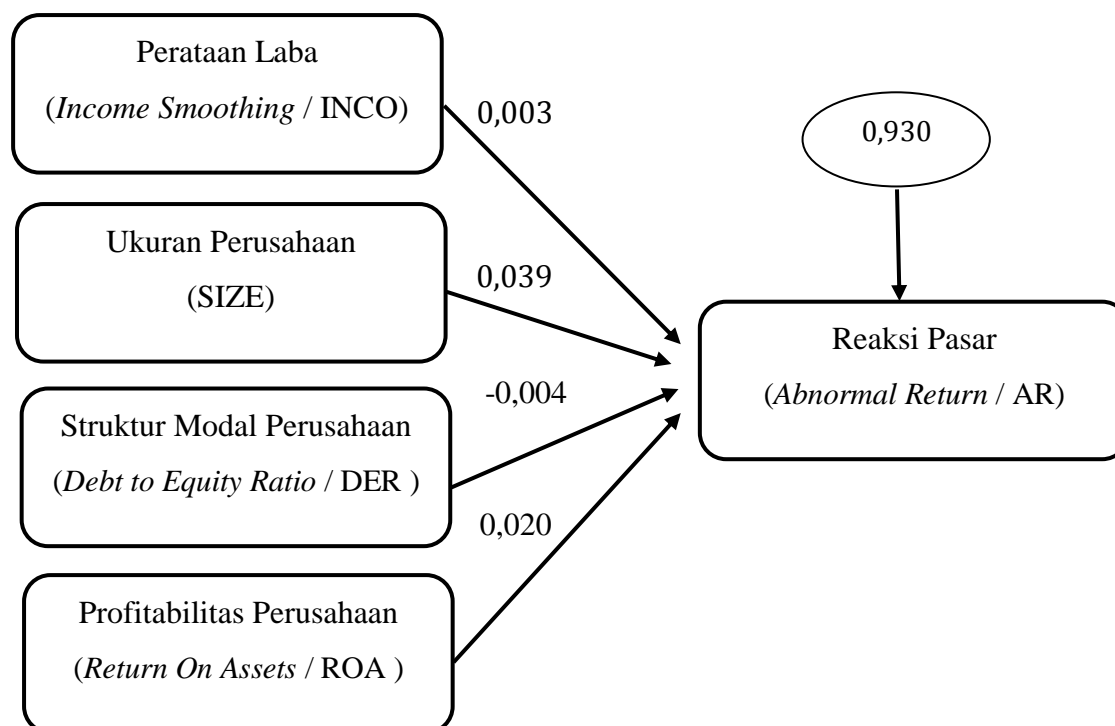 Perataan Laba
(Income Smoothing / INCO)
0,003
0,930
Ukuran Perusahaan
(SIZE)
0,039
Reaksi Pasar
(Abnormal Return / AR)
Struktur Modal Perusahaan
(Debt to Equity Ratio / DER )
-0,004
Profitabilitas Perusahaan
(Return On Assets / ROA )
0,020